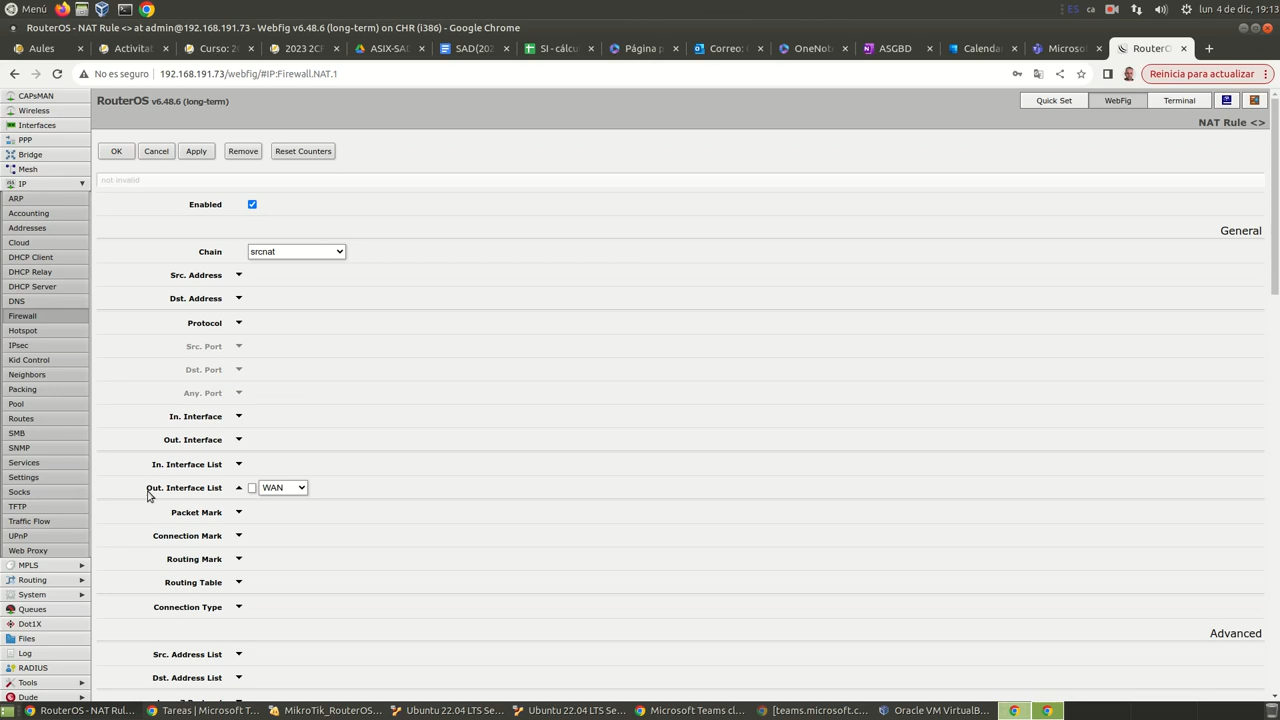 Menú
ES ca lun 4 de dic, 19:13
RouterOS - NAT Rule <> at admin@192.168.191.73 - Webfig v6.48.6 (long-term) on CHR (i386) - Google Chrome
Aules
Activitat
Curso: 20
2023 2CF
ASIX-SAD
SAD(202
SI - càlcu
Página p
Correo: C
OneNote
ASGBD
Calendar
Microsof
RouterO
No es seguro 192.168.191.73/webfig/#IP:Firewall.NAT.1 Reinicia para actualizar
CAPsMAN
Wireless
Interfaces
PPP
Bridge
Mesh
IP
ARP
Accounting
Addresses
Cloud
DHCP Client
DHCP Relay
DHCP Server
DNS
Firewall
Hotspot
IPsec
Kid Control
Neighbors
Packing
Pool
Routes
SMB
SNMP
Services
Settings
Socks
TFTP
Traffic Flow
UPnP
Web Proxy
MPLS
Routing
System
Queues
Dot1X
Files
Log
RADIUS
Tools
Dude
RouterOS v6.48.6 (long-term)
Quick Set WebFig Terminal
NAT Rule <>
OK Cancel Apply Remove Reset Counters
not invalid
Enabled
General
Chain srcnat
Src. Address
Dst. Address
Protocol
Src. Port
Dst. Port
Any. Port
In. Interface
Out. Interface
In. Interface List
Out. Interface List WAN
Packet Mark
Connection Mark
Routing Mark
Routing Table
Connection Type
Advanced
Src. Address List
Dst. Address List
RouterOS - NAT Rul...
Tareas | Microsoft T...
MikroTik_RouterOS...
Ubuntu 22.04 LTS Se...
Ubuntu 22.04 LTS Se...
Microsoft Teams cl...
[teams.microsoft.c...
Oracle VM VirtualB...